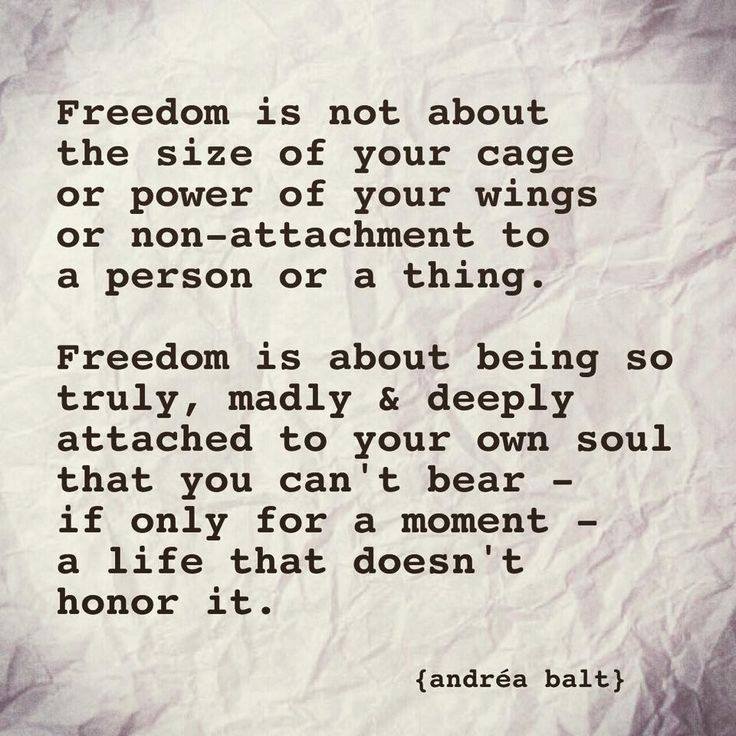 Freedom is not about
the size of your cage
or power of your wings
or non-attachment to
a person or a thing.
Freedom is about being so
truly, madly & deeply
attached to your own soul
that you can't bear -
if only for a moment -
a life that doesn't
honor it.
{andréa balt}